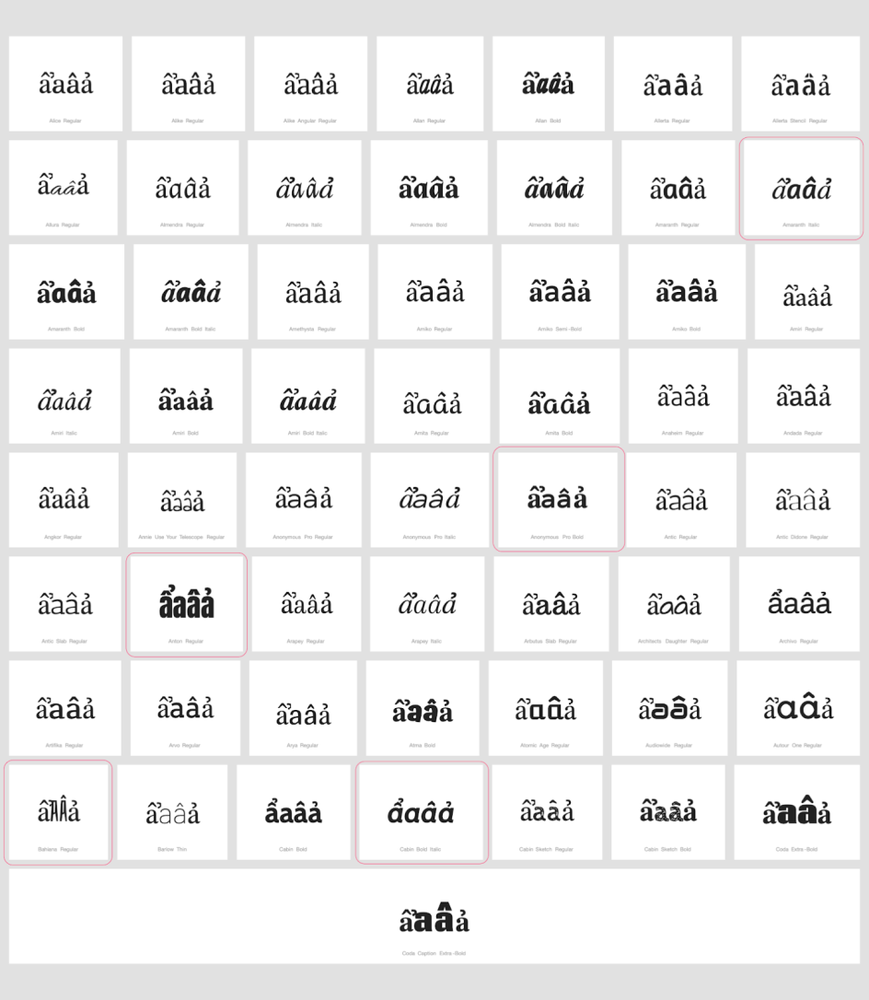 ẩaâả
Alice Regular
ẩaâả
Alike Regular
ẩaâả
Alike Angular Regular
ẩaâả
Allan Regular
ẩaâả
Allan Bold
ẩaâả
Allerta Regular
ẩaâả
Allerta Stencil Regular
ẩaâả
Allura Regular
ẩaâả
Almendra Regular
ẩaâả
Almendra Italic
ẩaâả
Almendra Bold
ẩaâả
Almendra Bold Italic
ẩaâả
Amaranth Regular
ẩaâả
Amaranth Italic
ẩaâả
Amaranth Bold
ẩaâả
Amaranth Bold Italic
ẩaâả
Amethysta Regular
ẩaâả
Amiko Regular
ẩaâả
Amiko Semi-Bold
ẩaâả
Amiko Bold
ẩaâả
Amiri Regular
ẩaâả
Amiri Italic
ẩaâả
Amiri Bold
ẩaâả
Amiri Bold Italic
ẩaâả
Amita Regular
ẩaâả
Amita Bold
ẩaâả
Anaheim Regular
ẩaâả
Andada Regular
ẩaâả
Angkor Regular
ẩaâả
Annie Use Your Telescope Regular
ẩaâả
Anonymous Pro Regular
ẩaâả
Anonymous Pro Italic
ẩaâả
Anonymous Pro Bold
ẩaâả
Antic Regular
ẩaâả
Antic Didone Regular
ẩaâả
Antic Slab Regular
ẩaâả
Anton Regular
ẩaâả
Arapey Regular
ẩaâả
Arapey Italic
ẩaâả
Arbutus Slab Regular
ẩaâả
Architects Daughter Regular
ẩaâả
Archivo Regular
ẩaâả
Artifika Regular
ẩaâả
Arvo Regular
ẩaâả
Arya Regular
ẩaâả
Atma Bold
ẩaâả
Atomic Age Regular
ẩaâả
Audiowide Regular
ẩaâả
Autour One Regular
ẩaâả
Bahiana Regular
ẩaâả
Barlow Thin
ẩaâả
Cabin Bold
ẩaâả
Cabin Bold Italic
ẩaâả
Cabin Sketch Regular
ẩaâả
Cabin Sketch Bold
ẩaâả
Coda Extra-Bold
ẩaâả
Coda Caption Extra-Bold